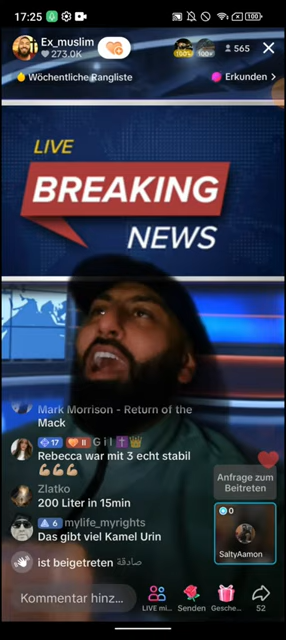 17:25
100
Ex_muslim
273.0K
565
Wöchentliche Rangliste
Erkunden >
LIVE
BREAKING
NEWS
Mark Morrison - Return of the
Mack
17 II G i l
Rebecca war mit 3 echt stabil
Zlatko
200 Liter in 15min
6 mylife_myrights
Das gibt viel Kamel Urin
ist beigetreten صادقة
Anfrage zum
Beitreten
0
SaltyAamon
Kommentar hinz...
LIVE mi...
Senden
Gesche...
52